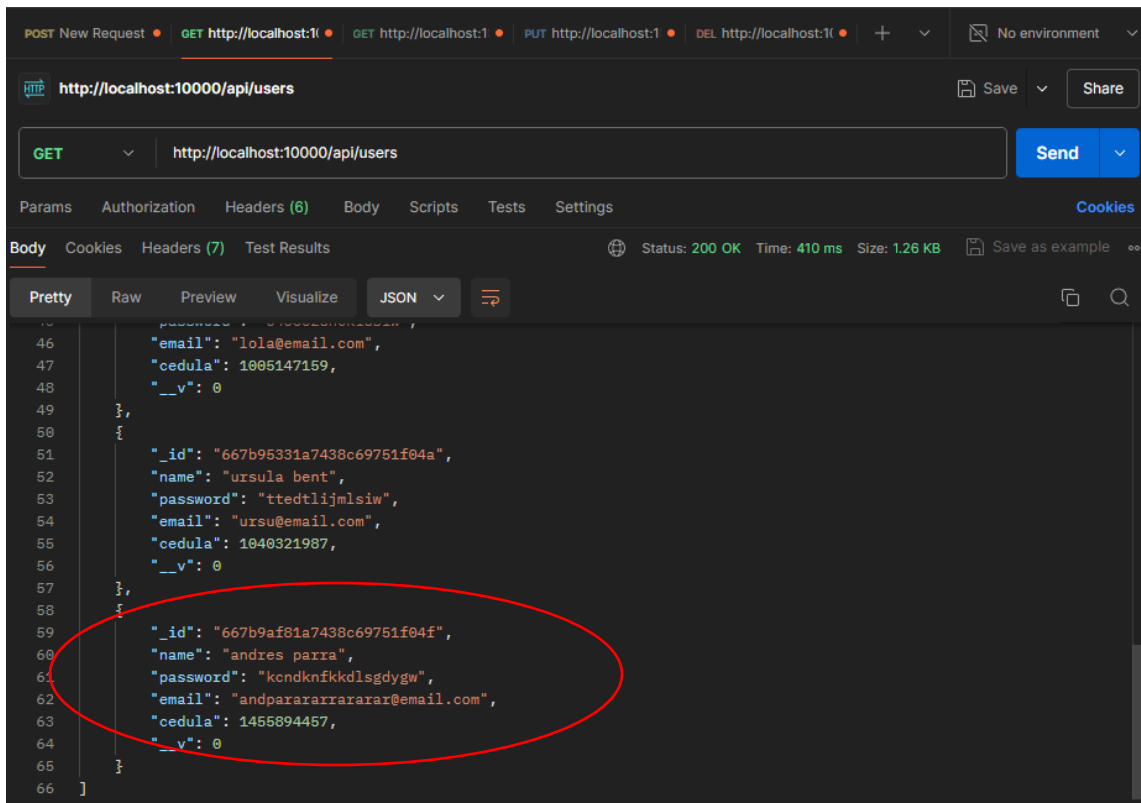 POST New Request GET http://localhost:1( GET http://localhost:1 PUT http://localhost:1 DEL http://localhost:1( No environment
HTTP http://localhost:10000/api/users Save Share
GET http://localhost:10000/api/users Send
Params Authorization Headers (6) Body Scripts Tests Settings Cookies
Body Cookies Headers (7) Test Results Status: 200 OK Time: 410 ms Size: 1.26 KB Save as example
Pretty Raw Preview Visualize JSON
46 "email": "lola@email.com",
47 "cedula": 1005147159,
48 "__v": 0
49 },
50 {
51 "_id": "667b95331a7438c69751f04a",
52 "name": "ursula bent",
53 "password": "ttedtlijmlsiw",
54 "email": "ursu@email.com",
55 "cedula": 1040321987,
56 "__v": 0
57 },
58 {
59 "_id": "667b9af81a7438c69751f04f",
60 "name": "andres parra",
61 "password": "kcndknfkkdlsgdygw",
62 "email": "andparararrararar@email.com",
63 "cedula": 1455894457,
64 "__v": 0
65 }
66 ]